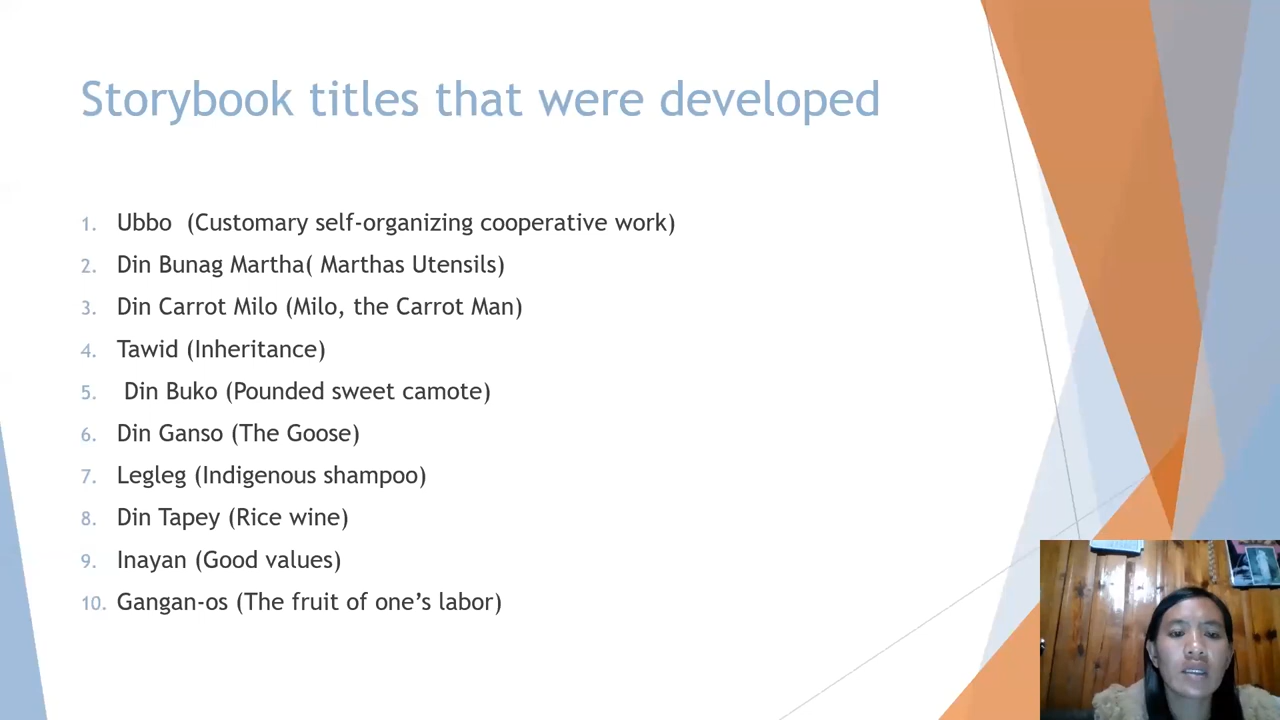 Storybook titles that were developed
1. Ubbo  (Customary self-organizing cooperative work)
2. Din Bunag Martha( Marthas Utensils)
3. Din Carrot Milo (Milo, the Carrot Man)
4. Tawid (Inheritance)
5.  Din Buko (Pounded sweet camote)
6. Din Ganso (The Goose)
7. Legleg (Indigenous shampoo)
8. Din Tapey (Rice wine)
9. Inayan (Good values)
10. Gangan-os (The fruit of one’s labor)